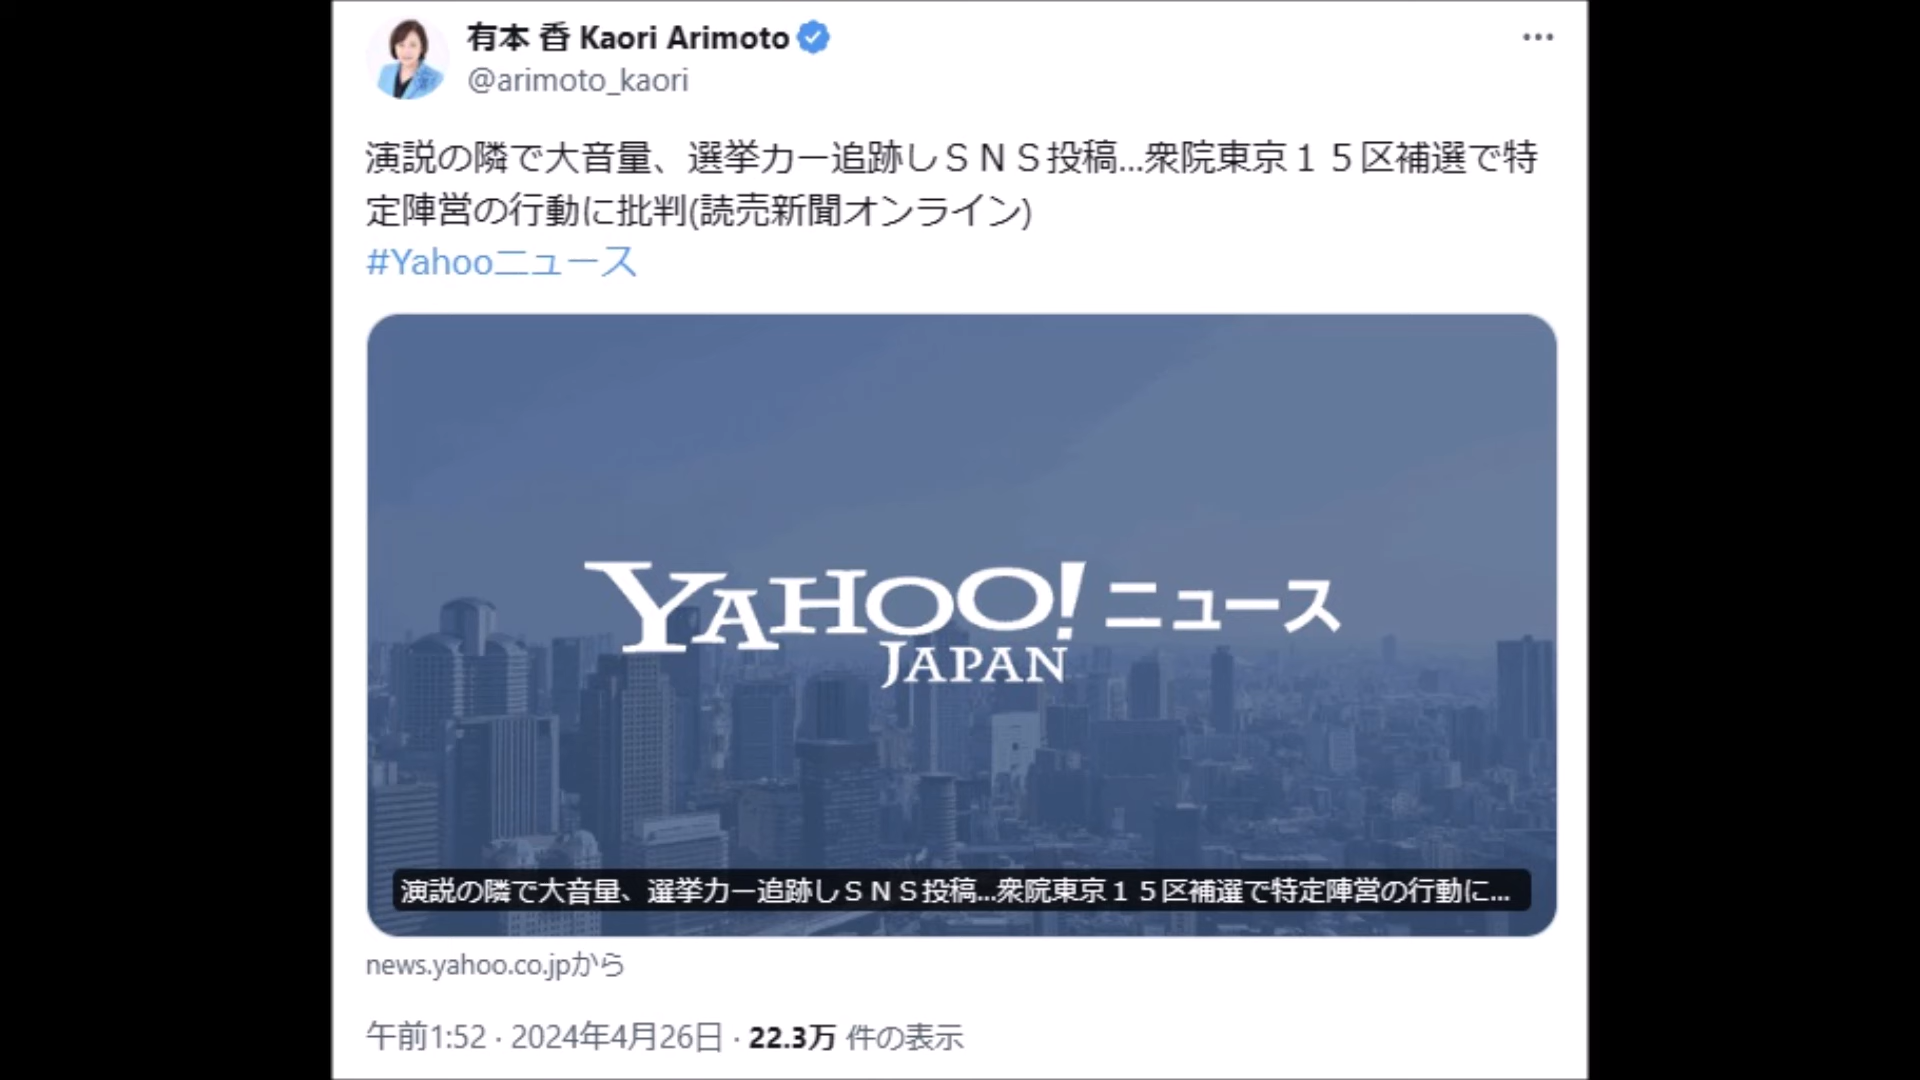 有本 香 Kaori Arimoto
@arimoto_kaori
演説の隣で大音量、選挙カー追跡しＳＮＳ投稿...衆院東京１５区補選で特
定陣営の行動に批判(読売新聞オンライン)
#Yahooニュース
YAHOO! ニュース
JAPAN
演説の隣で大音量、選挙カー追跡しＳＮＳ投稿...衆院東京１５区補選で特定陣営の行動に...
news.yahoo.co.jpから
午前1:52 · 2024年4月26日 · 22.3万 件の表示